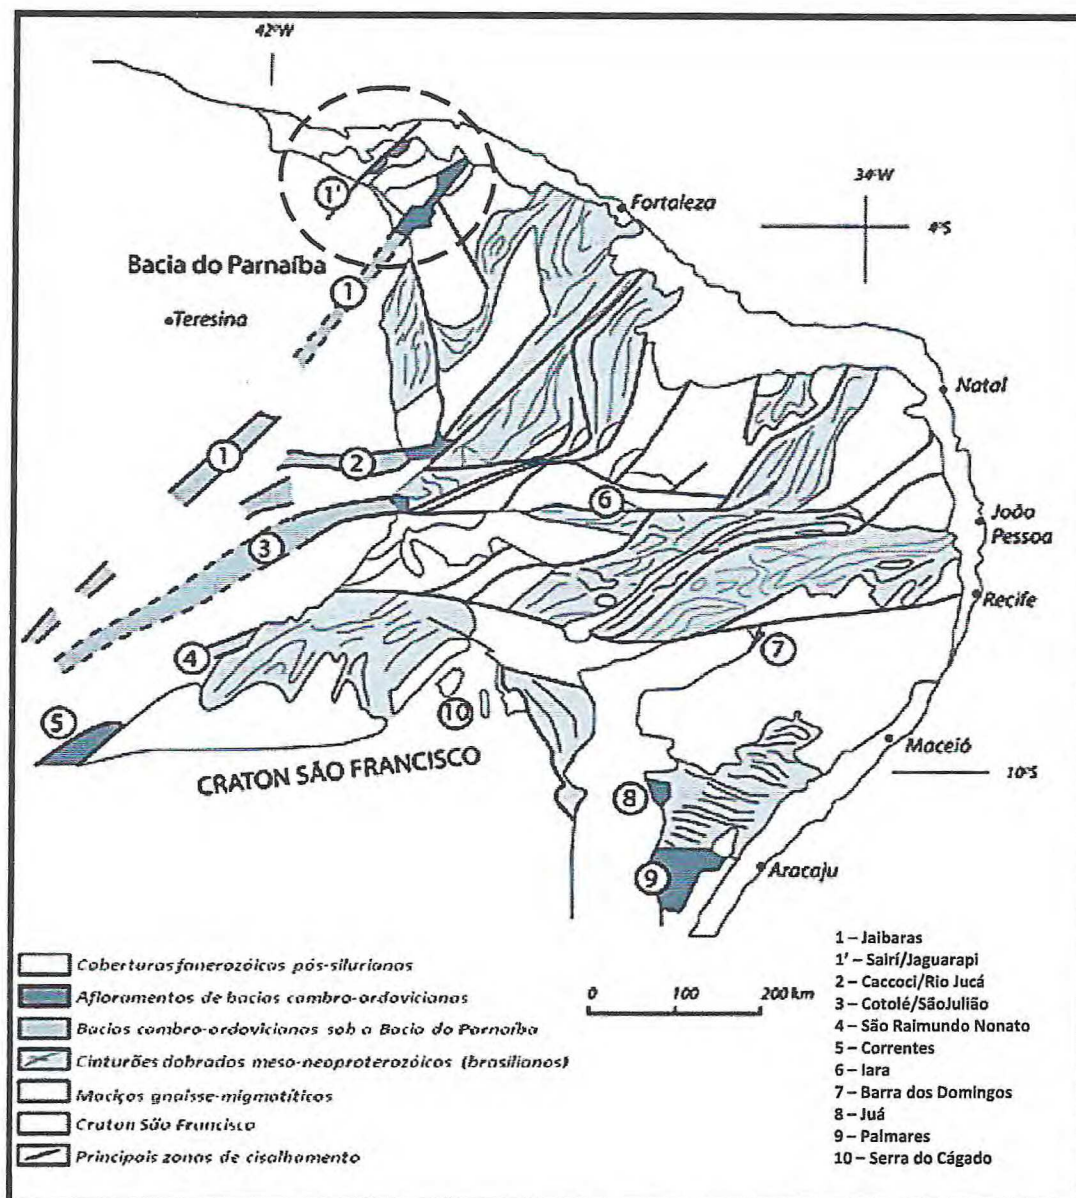 42°W
34°W
Fortaleza
4°S
1'
Bacia do Parnaíba
1
Teresina
Natal
1
2
6
João
Pessoa
3
Recife
4
7
5
10
CRATON SÃO FRANCISCO
Maceió
10°S
8
9
Aracaju
Coberturas fanerozóicas pós-silurianas
Afloramentos de bacias cambro-ordovicianas
Bacias cambro-ordovicianas sob a Bacia do Parnaíba
Cinturões dobrados meso-neoproterozóicos (brasilianos)
Maciços gnaisse-migmatíticos
Craton São Francisco
Principais zonas de cisalhamento
0 100 200 km
1 – Jaibaras
1' – Sairí/Jaguarapi
2 – Caccoci/Rio Jucá
3 – Cotolé/SãoJulião
4 – São Raimundo Nonato
5 – Correntes
6 – Iara
7 – Barra dos Domingos
8 – Juá
9 – Palmares
10 – Serra do Cágado